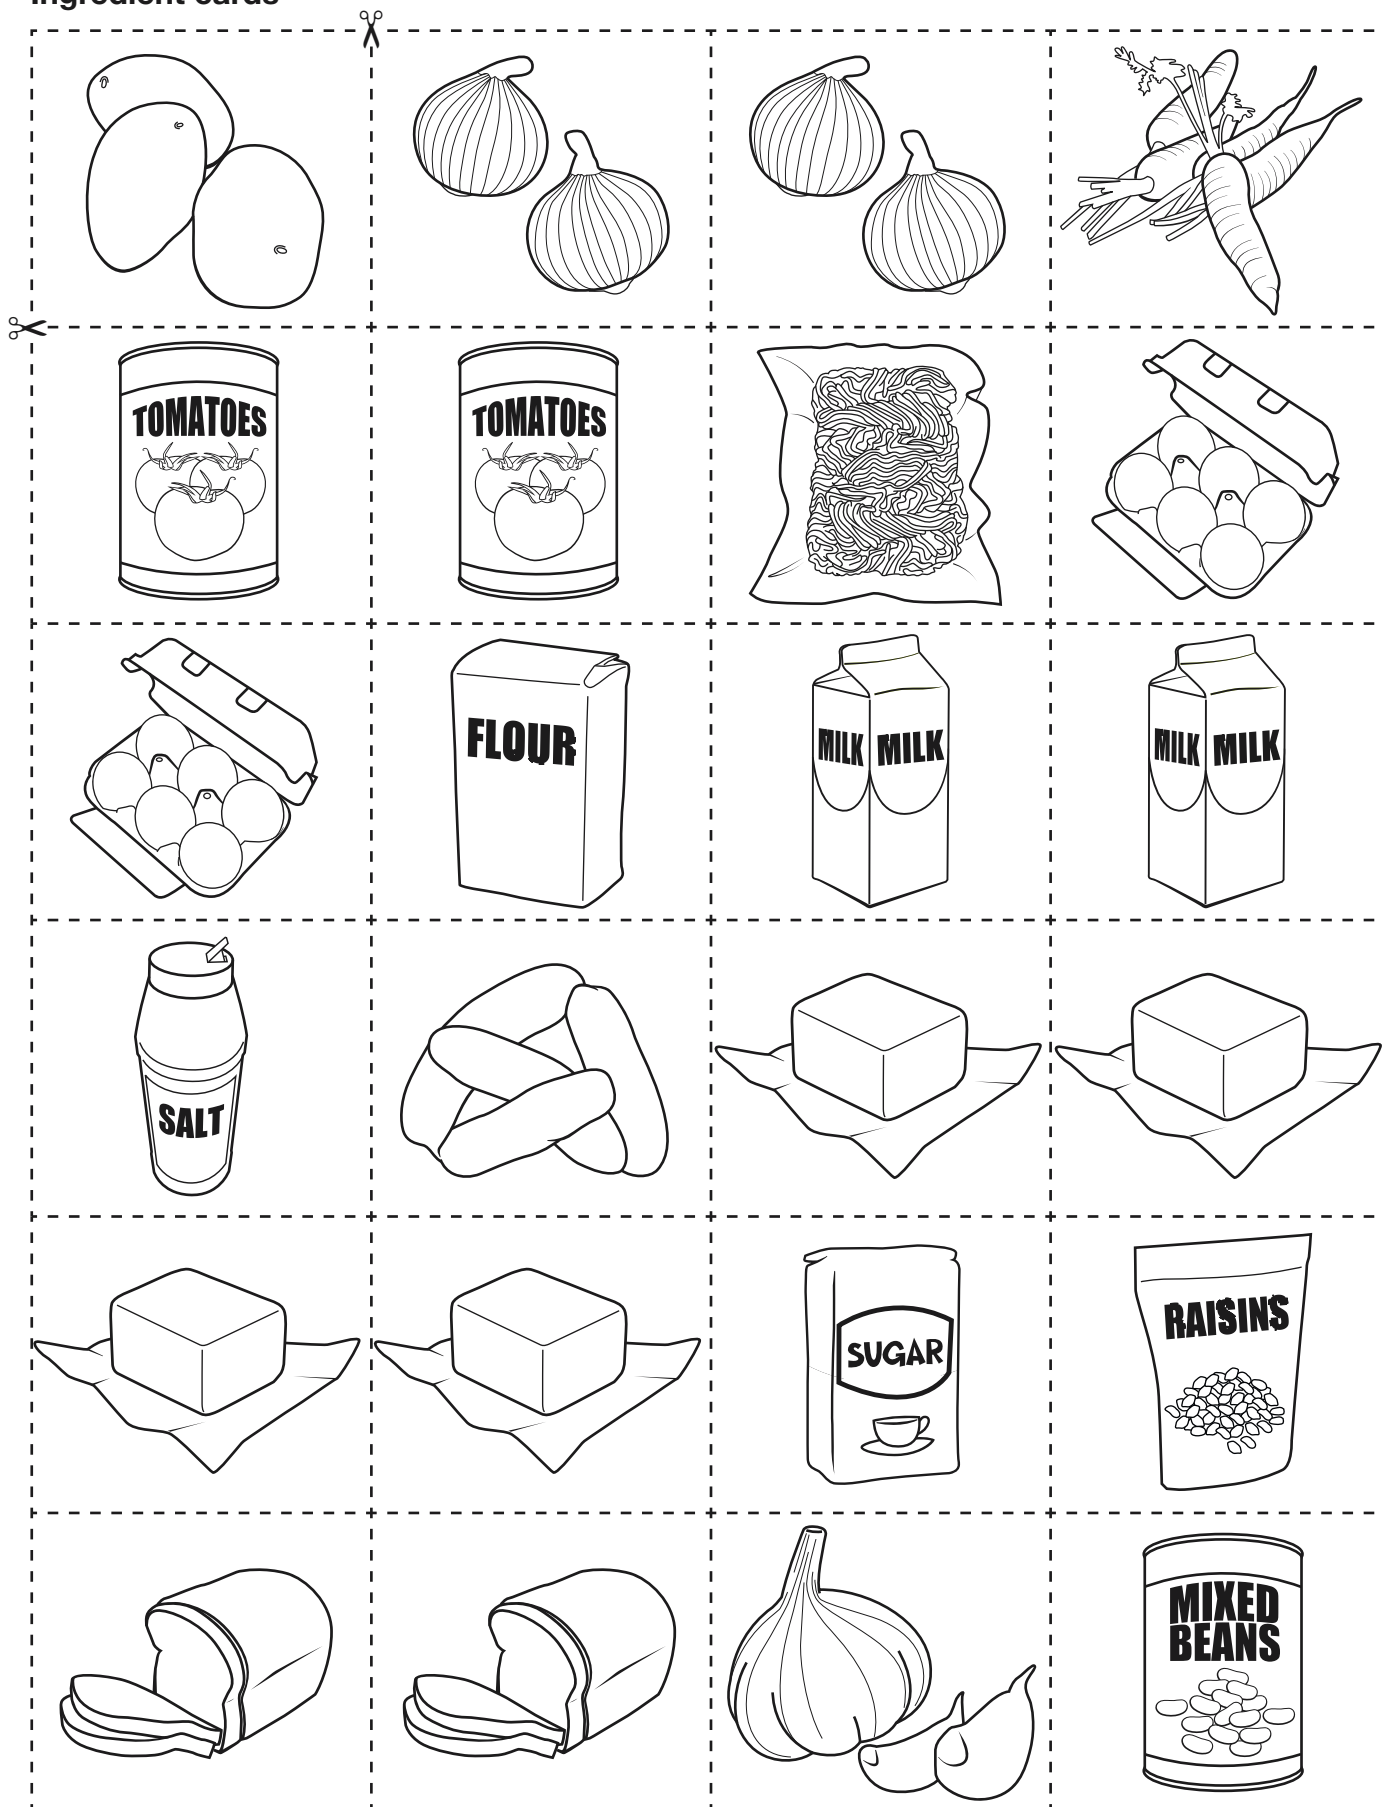 Ingredient cards
TOMATOES
TOMATOES
FLOUR
MILK MILK
MILK MILK
SALT
SUGAR
RAISINS
MIXED
BEANS